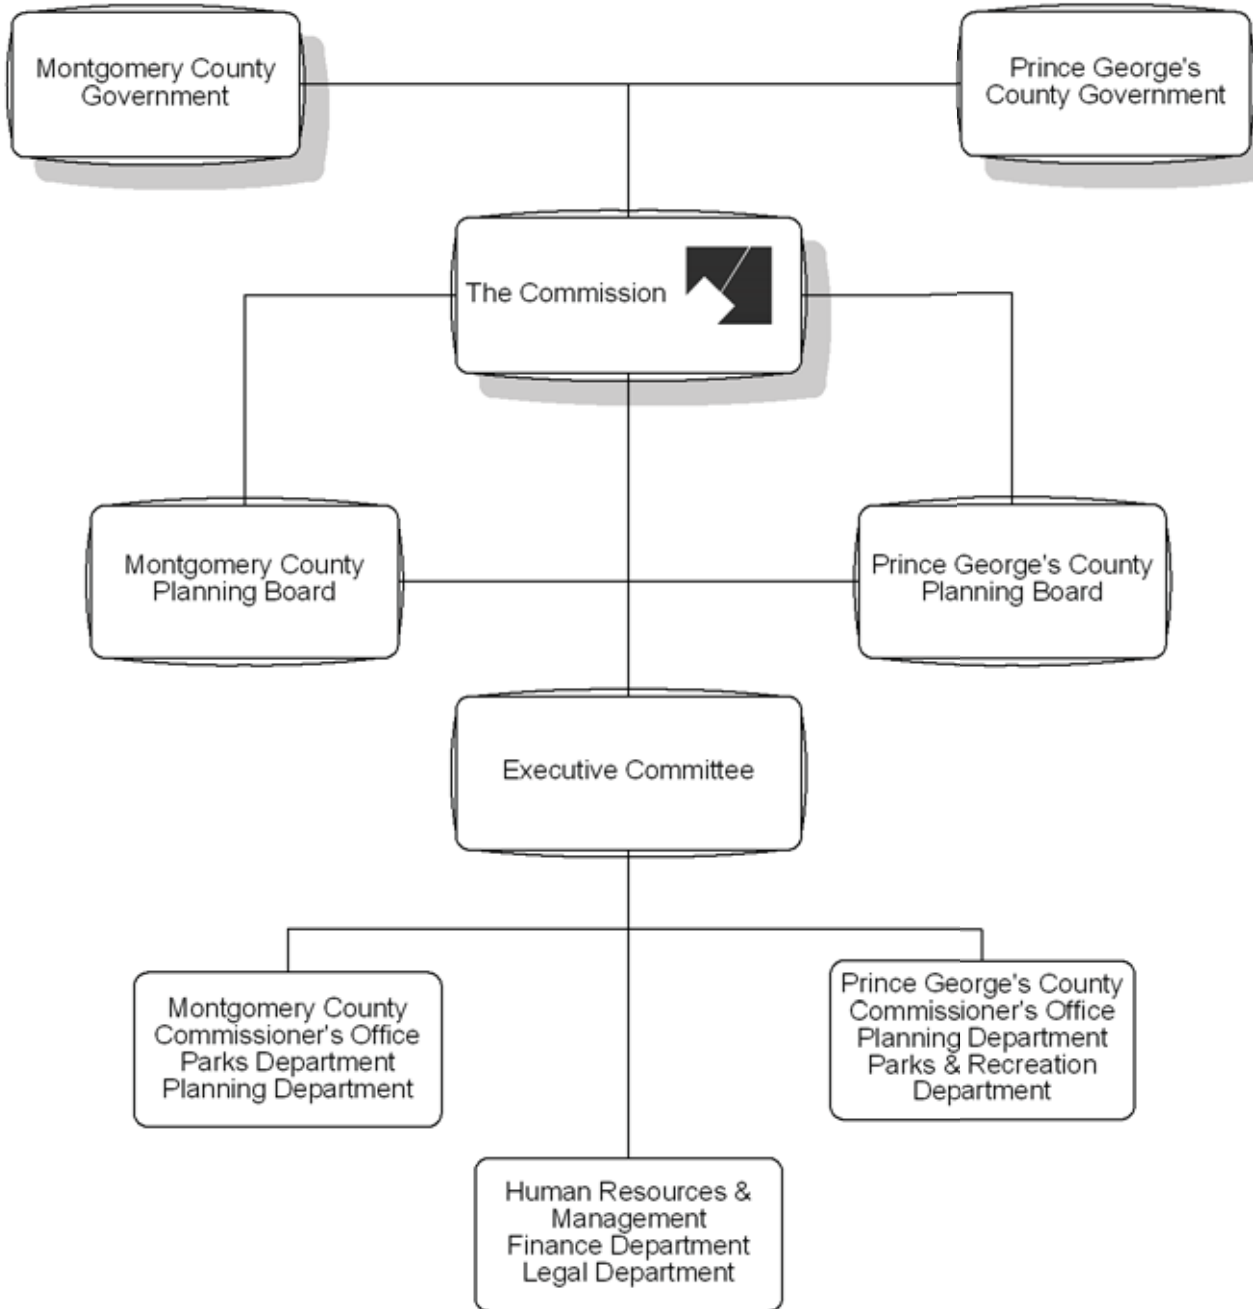 Montgomery County
Government
Prince George's
County Government
The Commission
Montgomery County
Planning Board
Prince George's County
Planning Board
Executive Committee
Montgomery County
Commissioner's Office
Parks Department
Planning Department
Prince George's County
Commissioner's Office
Planning Department
Parks & Recreation
Department
Human Resources &
Management
Finance Department
Legal Department